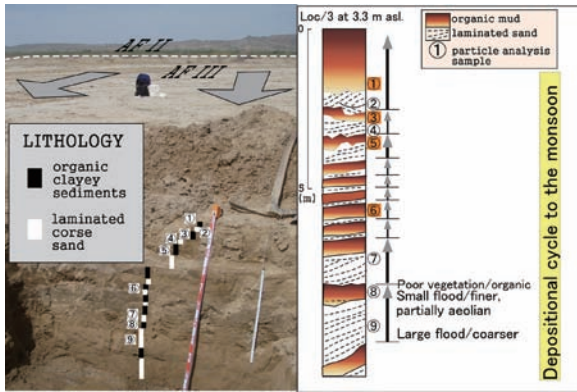 AF II
AF III
LITHOLOGY
organic
clayey
sediments
laminated
corse
sand
①
②
③
④
⑤
⑥
⑦
⑧
⑨
Loc/3 at 3.3 m asl.
organic mud
laminated sand
① particle analysis
sample
0
5
(m)
①
②
③
④
⑤
⑥
⑦
⑧
⑨
Poor vegetation/organic
Small flood/finer,
partially aeolian
Large flood/coarser
Depositional cycle to the monsoon